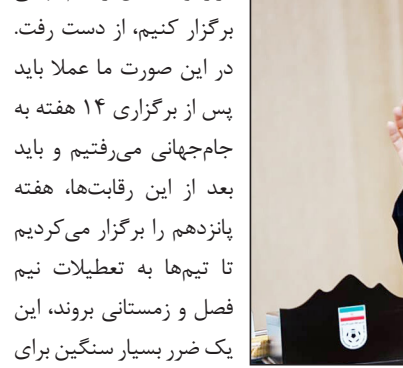 برگزار کنیم، از دست رفت.
در این صورت ما عملا باید
پس از برگزاری ۱۴ هفته به
جام‌جهانی می‌رفتیم و باید
بعد از این رقابت‌ها، هفته
پانزدهم را برگزار می‌کردیم
تا تیم‌ها به تعطیلات نیم
فصل و زمستانی بروند، این
یک ضرر بسیار سنگین برای